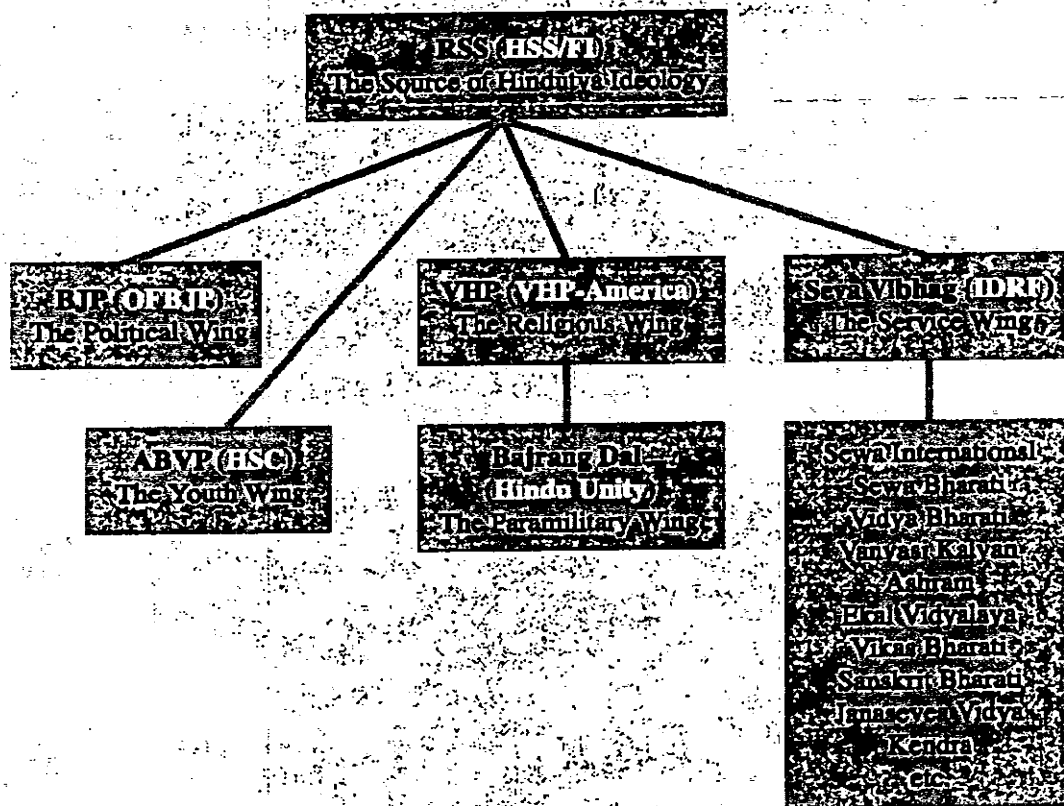 RSS (HSS/FI)
The Source of Hindutva Ideology
BJP (OFBJP)
The Political Wing
VHP (VHP-America)
The Religious Wing
Seva Vibhag (IDRF)
The Service Wing
ABVP (HSC)
The Youth Wing
Bajrang Dal
(Hindu Unity)
The Paramilitary Wing
Sewa International
Sewa Bharati
Vidya Bharati
Vanvasi Kalyan
Ashram
Ekal Vidyalaya
Vikas Bharati
Sanskrit Bharati
Janasevea Vidya
Kendra
etc.